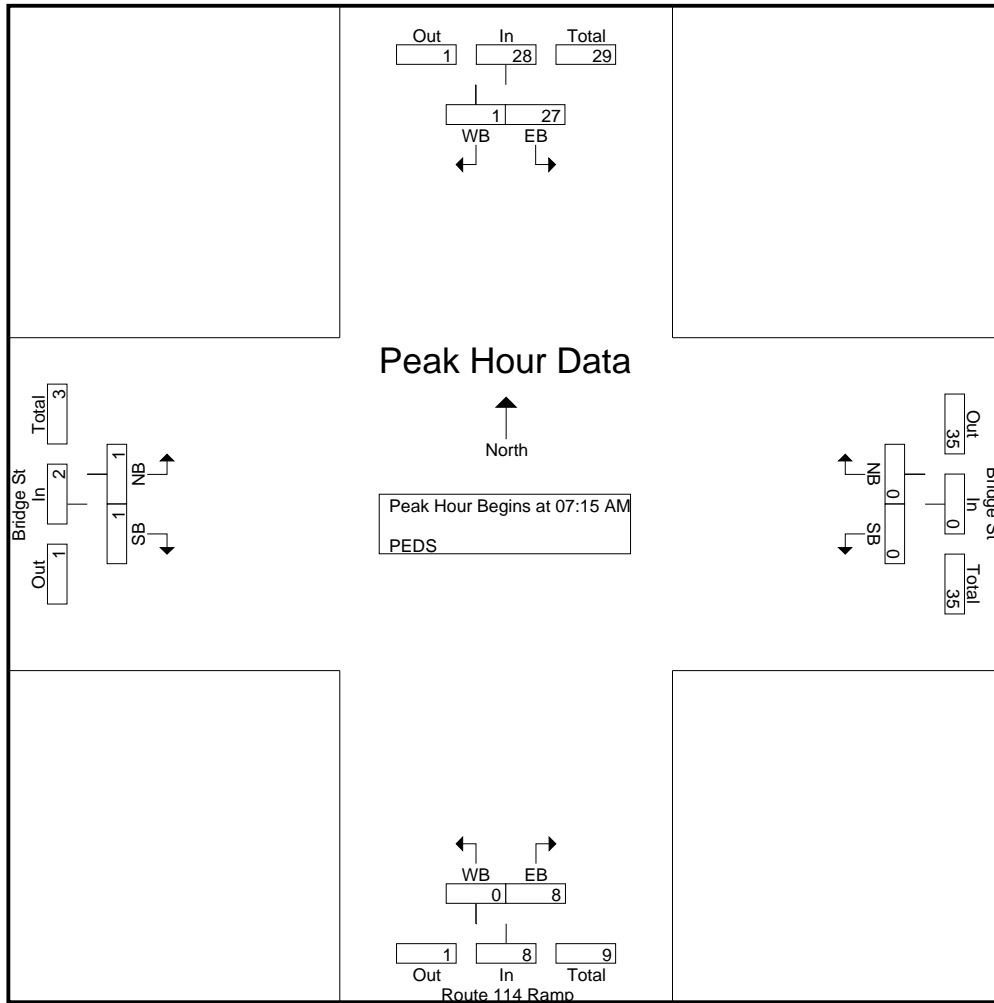 Out In Total
1 28 29
1 27
WB EB
Peak Hour Data
North
Peak Hour Begins at 07:15 AM
PEDS
Bridge St
Total In Out
3 2 1
1 1
NB SB
NB SB
0 0
Out In Total
35 0 35
Bridge St
WB EB
0 8
1 8 9
Out In Total
Route 114 Ramp